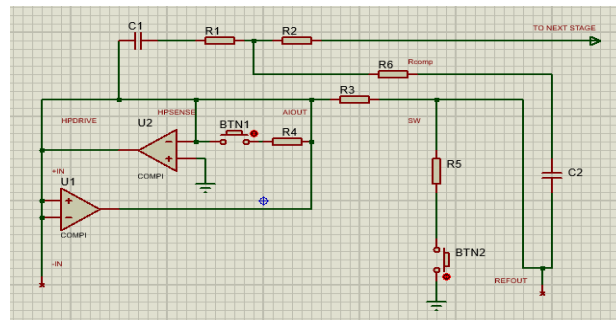 C1
R1
R2
TO NEXT STAGE
R6
Rcomp
R3
HPDRIVE
HPSENSE
AIOUT
SW
U2
BTN1
R4
COMPI
+IN
U1
COMPI
-IN
R5
C2
BTN2
REFOUT